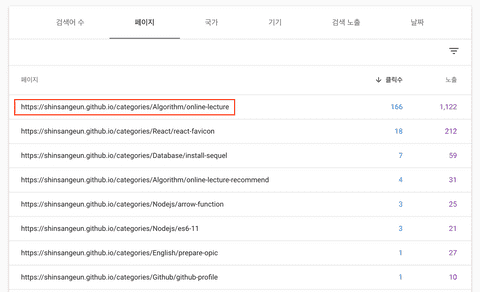 검색어 수 페이지 국가 기기 검색 노출 날짜
페이지 클릭수 노출
https://shinsangeun.github.io/categories/Algorithm/online-lecture 166 1,122
https://shinsangeun.github.io/categories/React/react-favicon 18 212
https://shinsangeun.github.io/categories/Database/install-sequel 7 59
https://shinsangeun.github.io/categories/Algorithm/online-lecture-recommend 4 31
https://shinsangeun.github.io/categories/Nodejs/arrow-function 3 25
https://shinsangeun.github.io/categories/Nodejs/es6-11 3 21
https://shinsangeun.github.io/categories/English/prepare-opic 1 27
https://shinsangeun.github.io/categories/Github/github-profile 1 10